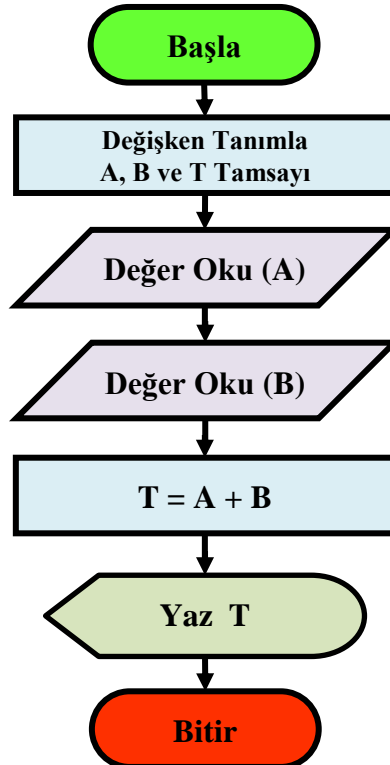 Başla
Değişken Tanımla
A, B ve T Tamsayı
Değer Oku (A)
Değer Oku (B)
T = A + B
Yaz T
Bitir